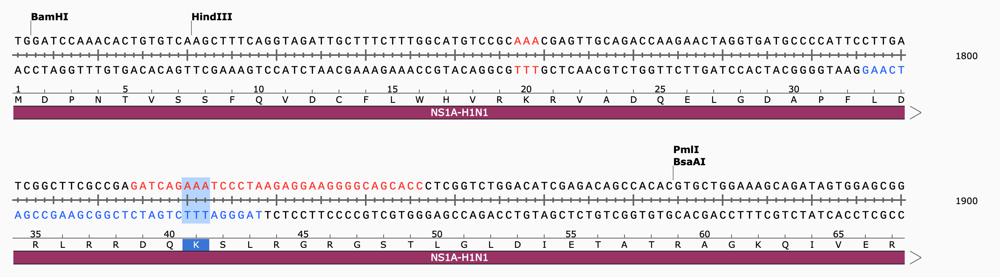 BamHI HindIII
TGGATCCAAACACTGTGTCAAGCTTTCAGGTAGATTGCTTTCTTTGGCATGTCCGCAAACGAGTTGCAGACCAAGAACTAGGTGATGCCCCATTCCTTGA
1800
ACCTAGGTTTGTGACACAGTTCGAAAGTCCATCTAACGAAAGAAACCGTACAGGCGTTTGCTCAACGTCTGGTTCTTGATCCACTACGGGGTAAGGAACT
1 5 10 15 20 25 30
M D P N T V S S F Q V D C F L W H V R K R V A D Q E L G D A P F L D
NS1A-H1N1
PmlI
BsaAI
TCGGCTTCGCCGAGATCAGAAATCCCTAAGAGGAAGGGGCAGCACCCTCGGTCTGGACATCGAGACAGCCACACGTGCTGGAAAGCAGATAGTGGAGCGG
1900
AGCCGAAGCGGCTCTAGTCTTTAGGGATTCTCCTTCCCCGTCGTGGGAGCCAGACCTGTAGCTCTGTCGGTGTGCACGACCTTTCGTCTATCACCTCGCC
35 40 45 50 55 60 65
R L R R D Q K S L R G R G S T L G L D I E T A T R A G K Q I V E R
NS1A-H1N1